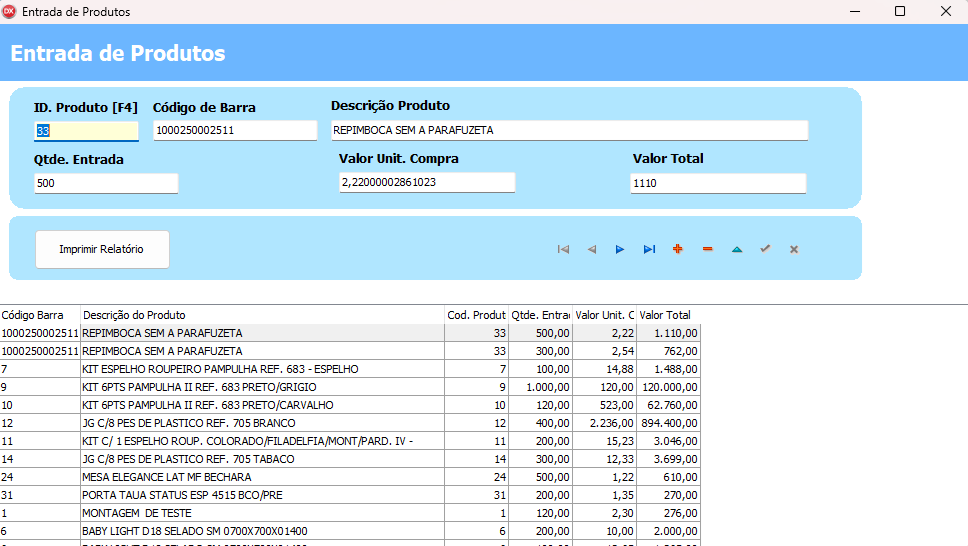 DX Entrada de Produtos
Entrada de Produtos
ID. Produto [F4] Código de Barra Descrição Produto
33 1000250002511 REPIMBOCA SEM A PARAFUZETA
Qtde. Entrada Valor Unit. Compra Valor Total
500 2,22000002861023 1110
Imprimir Relatório
Código Barra Descrição do Produto Cod. Produt Qtde. Entrad Valor Unit. C Valor Total
1000250002511 REPIMBOCA SEM A PARAFUZETA 33 500,00 2,22 1.110,00
1000250002511 REPIMBOCA SEM A PARAFUZETA 33 300,00 2,54 762,00
7 KIT ESPELHO ROUPEIRO PAMPULHA REF. 683 - ESPELHO 7 100,00 14,88 1.488,00
9 KIT 6PTS PAMPULHA II REF. 683 PRETO/GRIGIO 9 1.000,00 120,00 120.000,00
10 KIT 6PTS PAMPULHA II REF. 683 PRETO/CARVALHO 10 120,00 523,00 62.760,00
12 JG C/8 PES DE PLASTICO REF. 705 BRANCO 12 400,00 2.236,00 894.400,00
11 KIT C/ 1 ESPELHO ROUP. COLORADO/FILADELFIA/MONT/PARD. IV - 11 200,00 15,23 3.046,00
14 JG C/8 PES DE PLASTICO REF. 705 TABACO 14 300,00 12,33 3.699,00
24 MESA ELEGANCE LAT MF BECHARA 24 500,00 1,22 610,00
31 PORTA TAUA STATUS ESP 4515 BCO/PRE 31 200,00 1,35 270,00
1 MONTAGEM DE TESTE 1 120,00 2,30 276,00
6 BABY LIGHT D18 SELADO SM 0700X700X01400 6 200,00 10,00 2.000,00